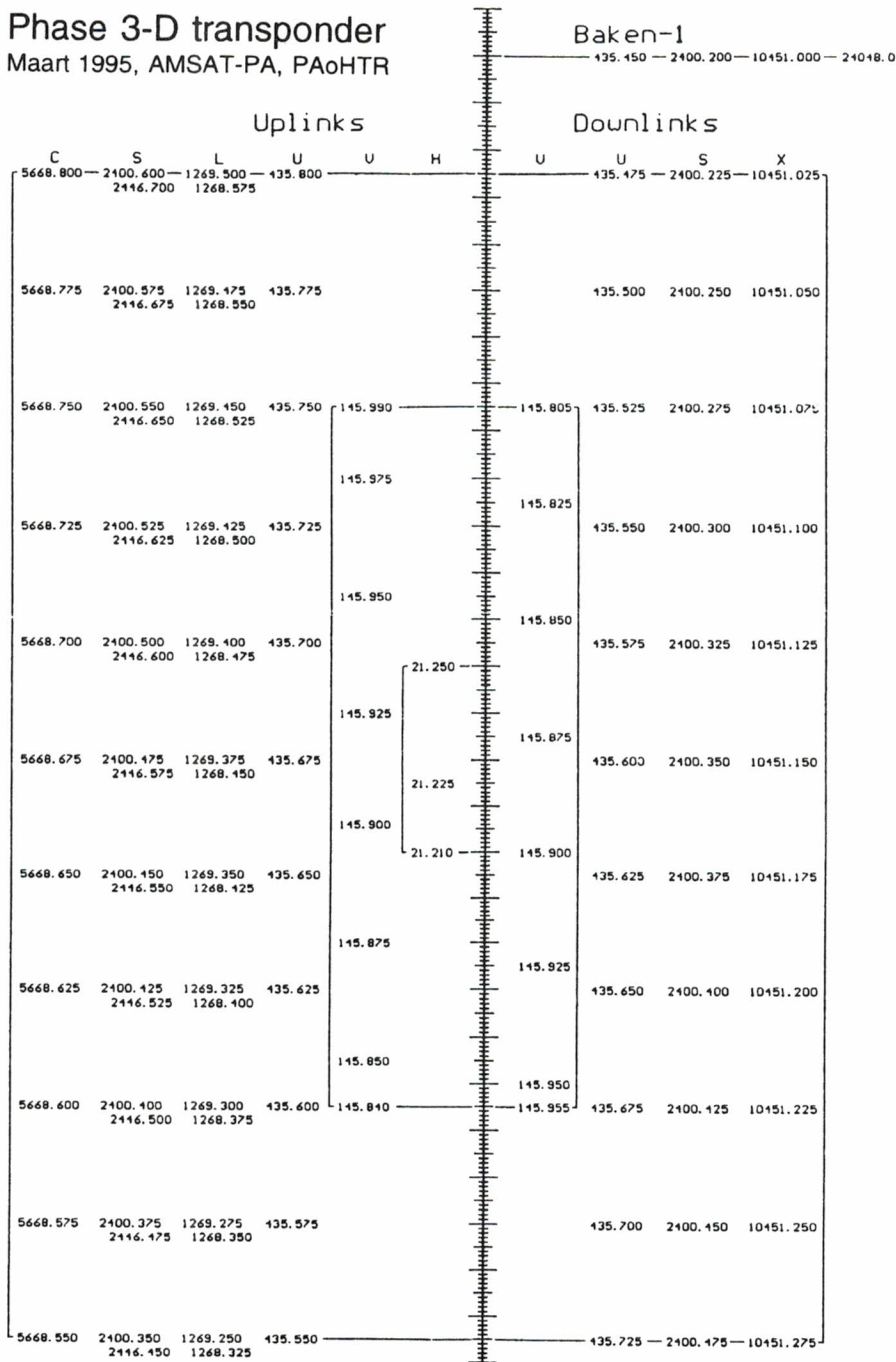 Phase 3-D transponder
Maart 1995, AMSAT-PA, PAoHTR
Baken-1
435.450 — 2400.200 — 10451.000 — 24048.0
Uplinks Downlinks
C S L U V H V U S X
5668.800 — 2400.600 — 1269.500 — 435.800 435.475 — 2400.225 — 10451.025
2446.700 1268.575
5668.775 2400.575 1269.475 435.775 435.500 2400.250 10451.050
2446.675 1268.550
5668.750 2400.550 1269.450 435.750 145.990 145.805 435.525 2400.275 10451.075
2446.650 1268.525
145.975
145.825
5668.725 2400.525 1269.425 435.725 435.550 2400.300 10451.100
2446.625 1268.500
145.950
145.850
5668.700 2400.500 1269.400 435.700 435.575 2400.325 10451.125
2446.600 1268.475
21.250
145.925
145.875
5668.675 2400.475 1269.375 435.675 435.600 2400.350 10451.150
2446.575 1268.450
21.225
145.900
21.210 145.900
5668.650 2400.450 1269.350 435.650 435.625 2400.375 10451.175
2446.550 1268.425
145.875
145.925
5668.625 2400.425 1269.325 435.625 435.650 2400.400 10451.200
2446.525 1268.400
145.850
145.950
5668.600 2400.400 1269.300 435.600 145.840 145.955 435.675 2400.425 10451.225
2446.500 1268.375
5668.575 2400.375 1269.275 435.575 435.700 2400.450 10451.250
2446.475 1268.350
5668.550 2400.350 1269.250 435.550 435.725 — 2400.475 — 10451.275
2446.450 1268.325